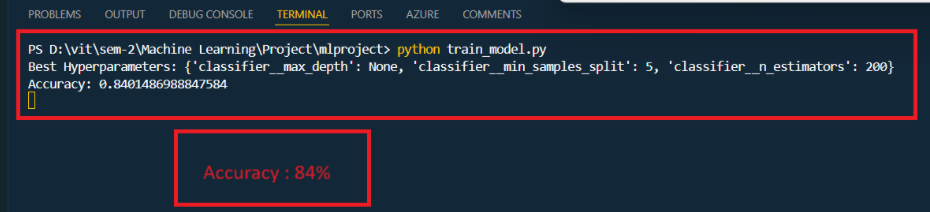 PROBLEMS OUTPUT DEBUG CONSOLE TERMINAL PORTS AZURE COMMENTS
PS D:\vit\sem-2\Machine Learning\Project\mlproject> python train_model.py
Best Hyperparameters: {'classifier__max_depth': None, 'classifier__min_samples_split': 5, 'classifier__n_estimators': 200}
Accuracy: 0.8401486988847584
Accuracy : 84%